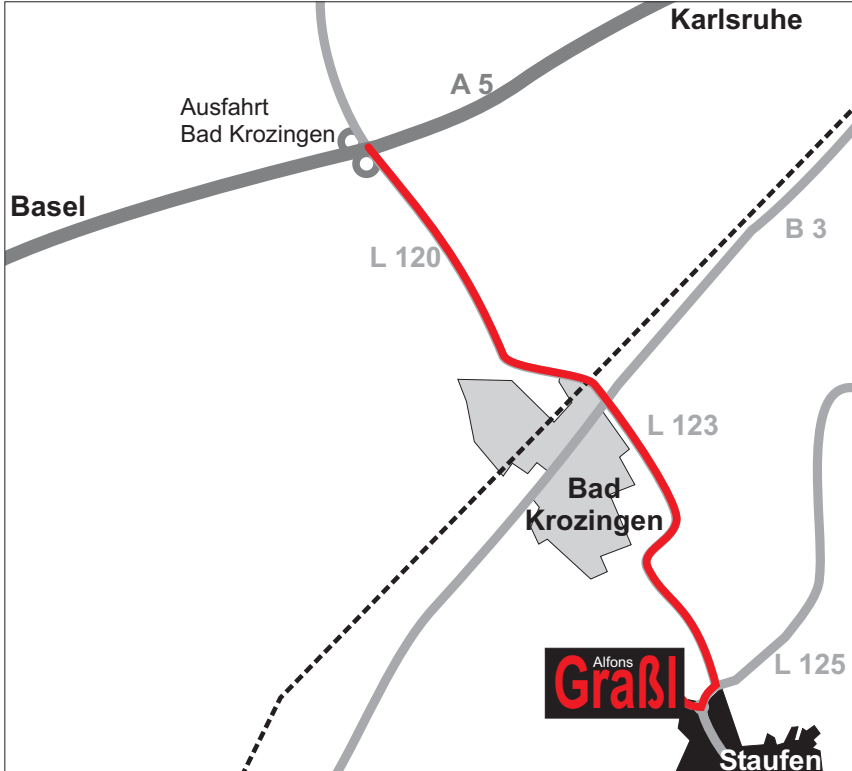 Karlsruhe
A 5
Ausfahrt
Bad Krozingen
Basel
B 3
L 120
L 123
Bad
Krozingen
Alfons
Graßl
L 125
Staufen